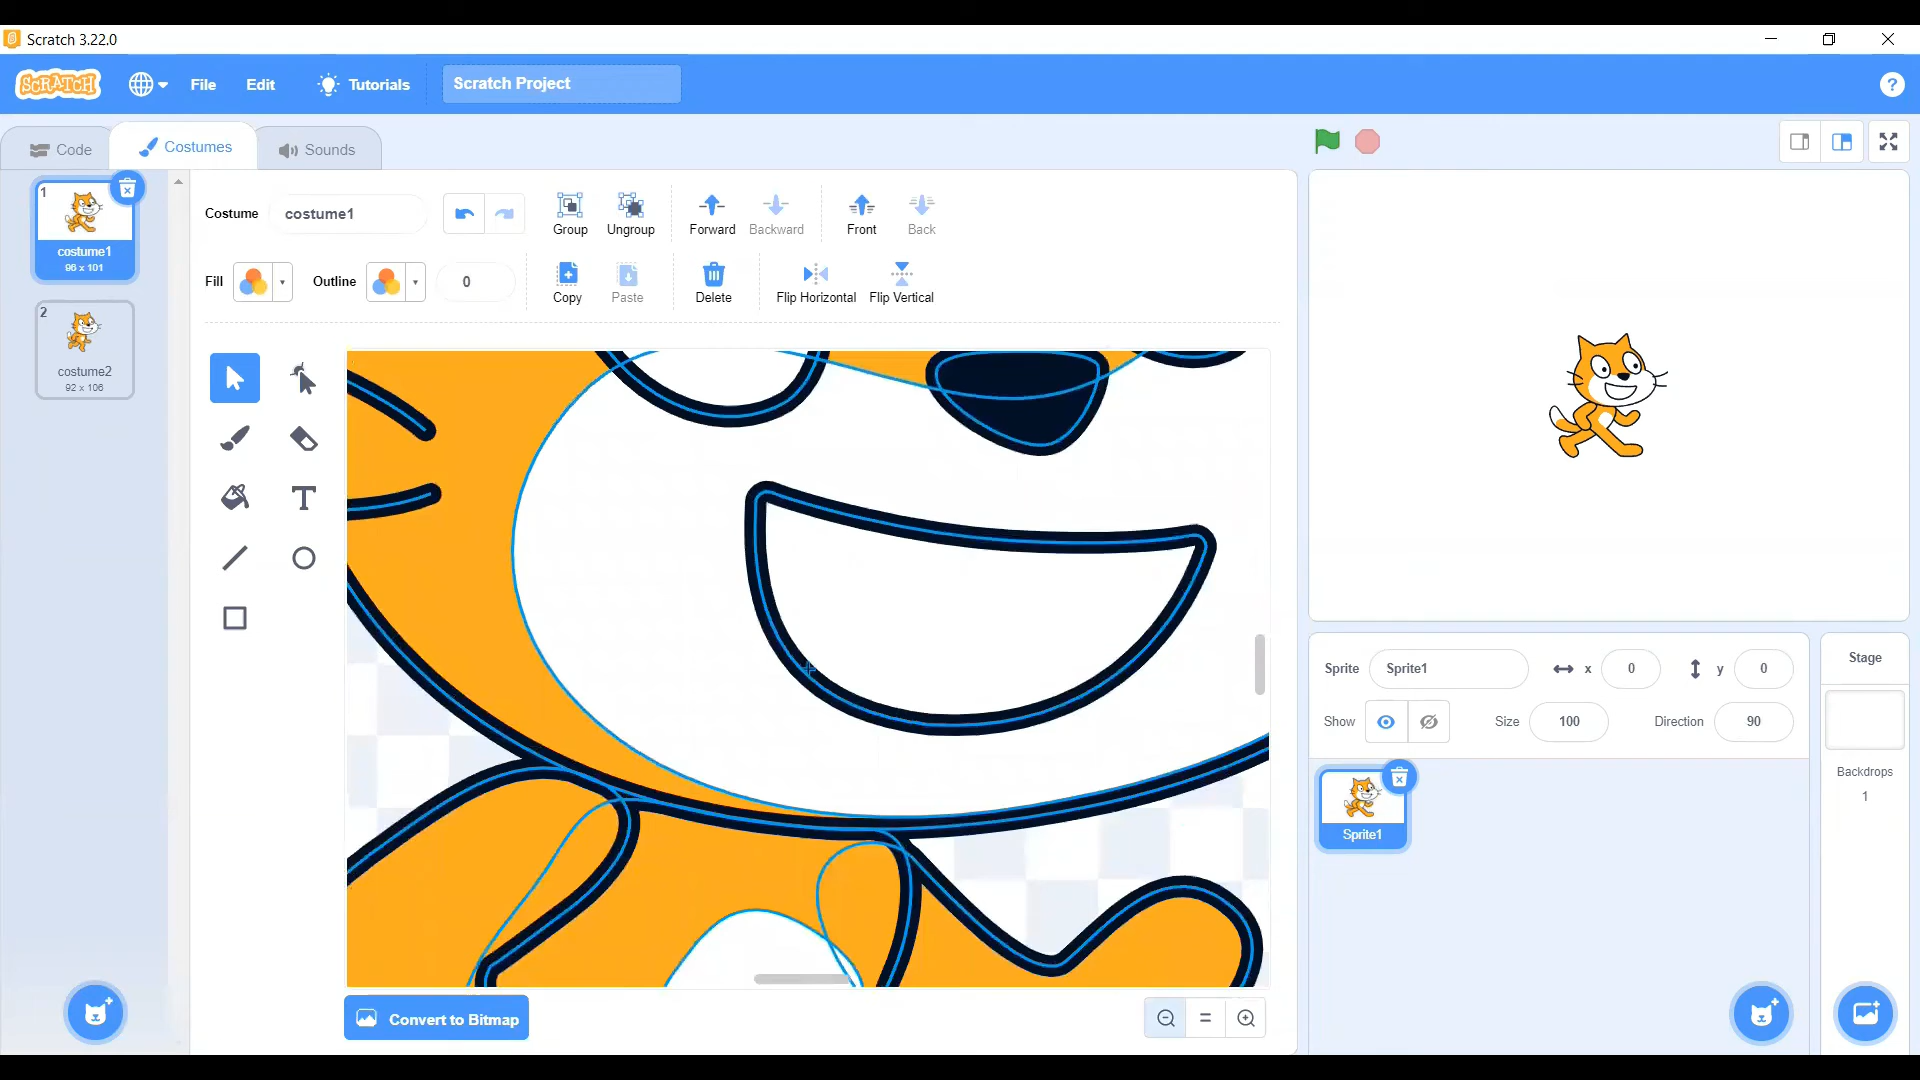 Scratch 3.22.0
SCRATCH
File
Edit
Tutorials
Scratch Project
?
Code
Costumes
Sounds
1
costume1
96 x 101
2
costume2
92 x 106
Costume
costume1
Group
Ungroup
Forward
Backward
Front
Back
Fill
Outline
0
Copy
Paste
Delete
Flip Horizontal
Flip Vertical
T
Convert to Bitmap
Sprite
Sprite1
x
0
y
0
Show
Size
100
Direction
90
Sprite1
Stage
Backdrops
1